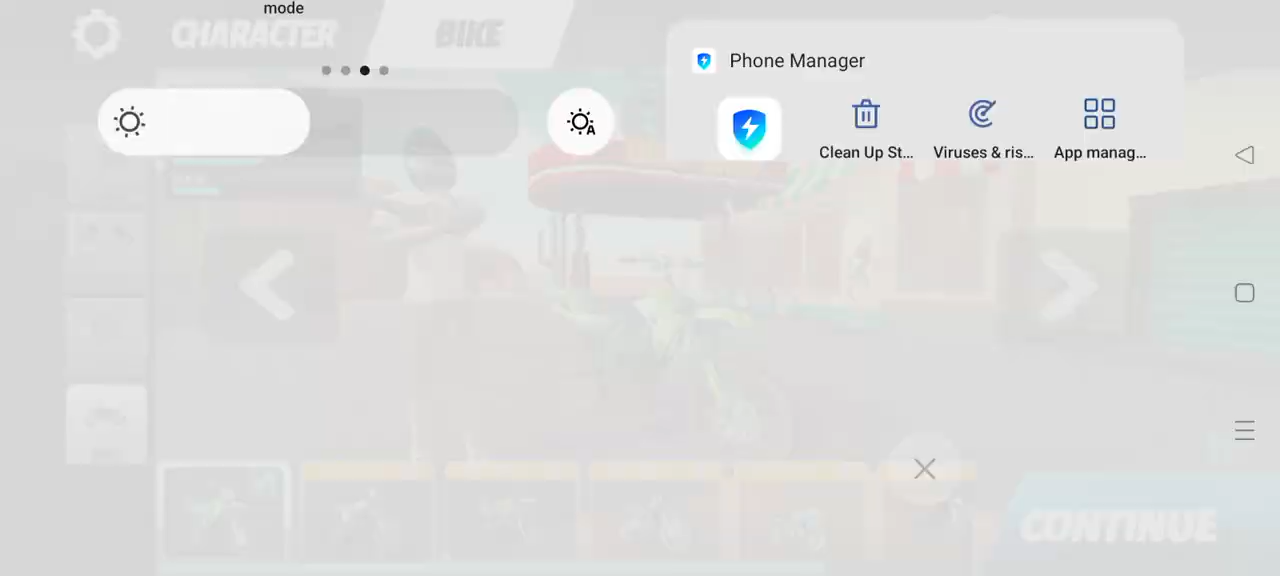 mode
CHARACTER
BIKE
Phone Manager
A
Clean Up St...
Viruses & ris...
App manag...
CONTINUE